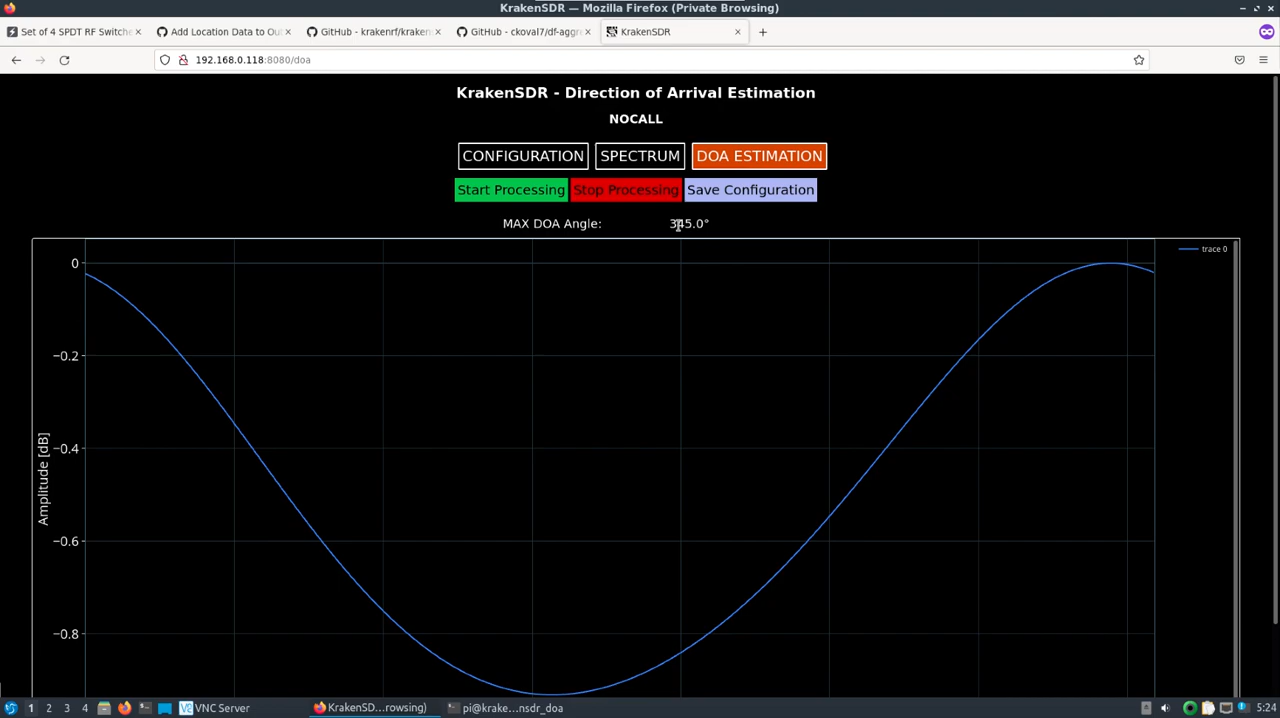 KrakenSDR — Mozilla Firefox (Private Browsing)
Set of 4 SPDT RF Switche
Add Location Data to Ou
GitHub - krakenrf/kraken
GitHub - ckoval7/df-aggre
KrakenSDR
192.168.0.118:8080/doa
KrakenSDR - Direction of Arrival Estimation
NOCALL
CONFIGURATION
SPECTRUM
DOA ESTIMATION
Start Processing
Stop Processing
Save Configuration
MAX DOA Angle: 345.0°
trace 0
0
−0.2
−0.4
−0.6
−0.8
Amplitude [dB]
1 2 3 4
VNC Server
KrakenSD...rowsing)
pi@krake...nsdr_doa
5:24